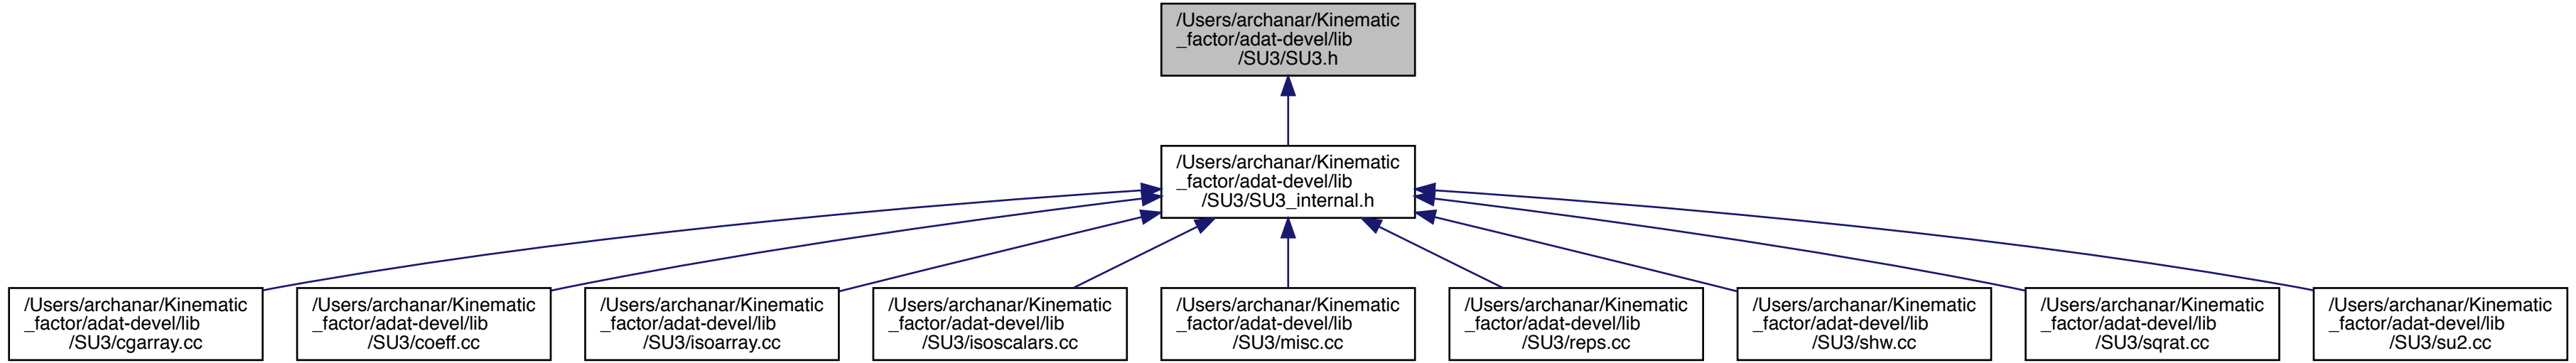 /Users/archanar/Kinematic
_factor/adat-devel/lib
/SU3/SU3.h
/Users/archanar/Kinematic
_factor/adat-devel/lib
/SU3/SU3_internal.h
/Users/archanar/Kinematic
_factor/adat-devel/lib
/SU3/cgarray.cc
/Users/archanar/Kinematic
_factor/adat-devel/lib
/SU3/coeff.cc
/Users/archanar/Kinematic
_factor/adat-devel/lib
/SU3/isoarray.cc
/Users/archanar/Kinematic
_factor/adat-devel/lib
/SU3/isoscalars.cc
/Users/archanar/Kinematic
_factor/adat-devel/lib
/SU3/misc.cc
/Users/archanar/Kinematic
_factor/adat-devel/lib
/SU3/reps.cc
/Users/archanar/Kinematic
_factor/adat-devel/lib
/SU3/shw.cc
/Users/archanar/Kinematic
_factor/adat-devel/lib
/SU3/sqrat.cc
/Users/archanar/Kinematic
_factor/adat-devel/lib
/SU3/su2.cc